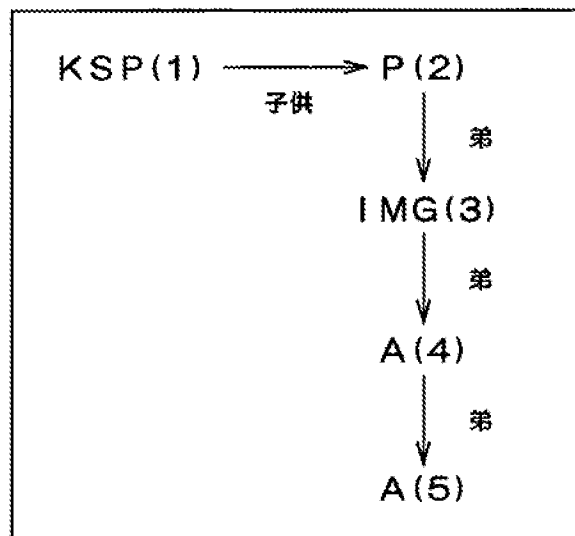 KSP(1) P(2)
子供
弟
IMG(3)
弟
A(4)
弟
A(5)